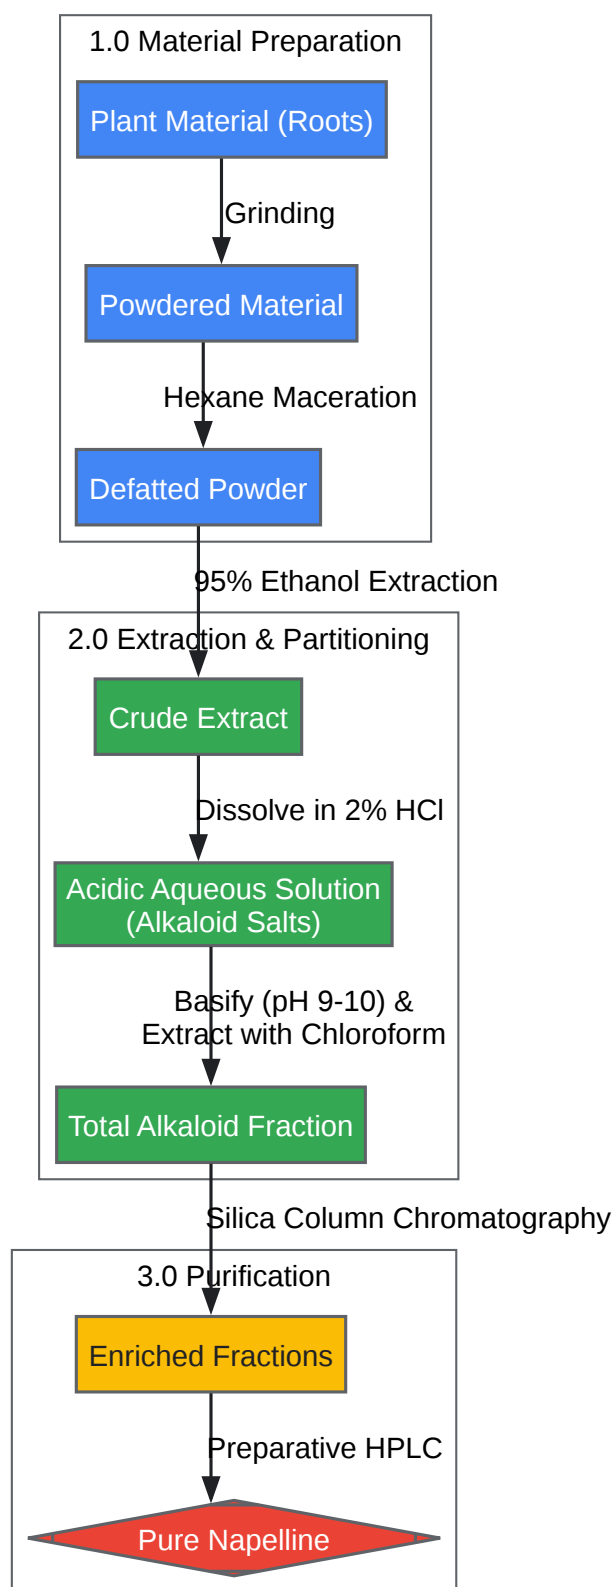 1.0 Material Preparation
Plant Material (Roots)
Grinding
Powdered Material
Hexane Maceration
Defatted Powder
95% Ethanol Extraction
2.0 Extraction & Partitioning
Crude Extract
Dissolve in 2% HCl
Acidic Aqueous Solution
(Alkaloid Salts)
Basify (pH 9-10) &
Extract with Chloroform
Total Alkaloid Fraction
Silica Column Chromatography
3.0 Purification
Enriched Fractions
Preparative HPLC
Pure Napelline